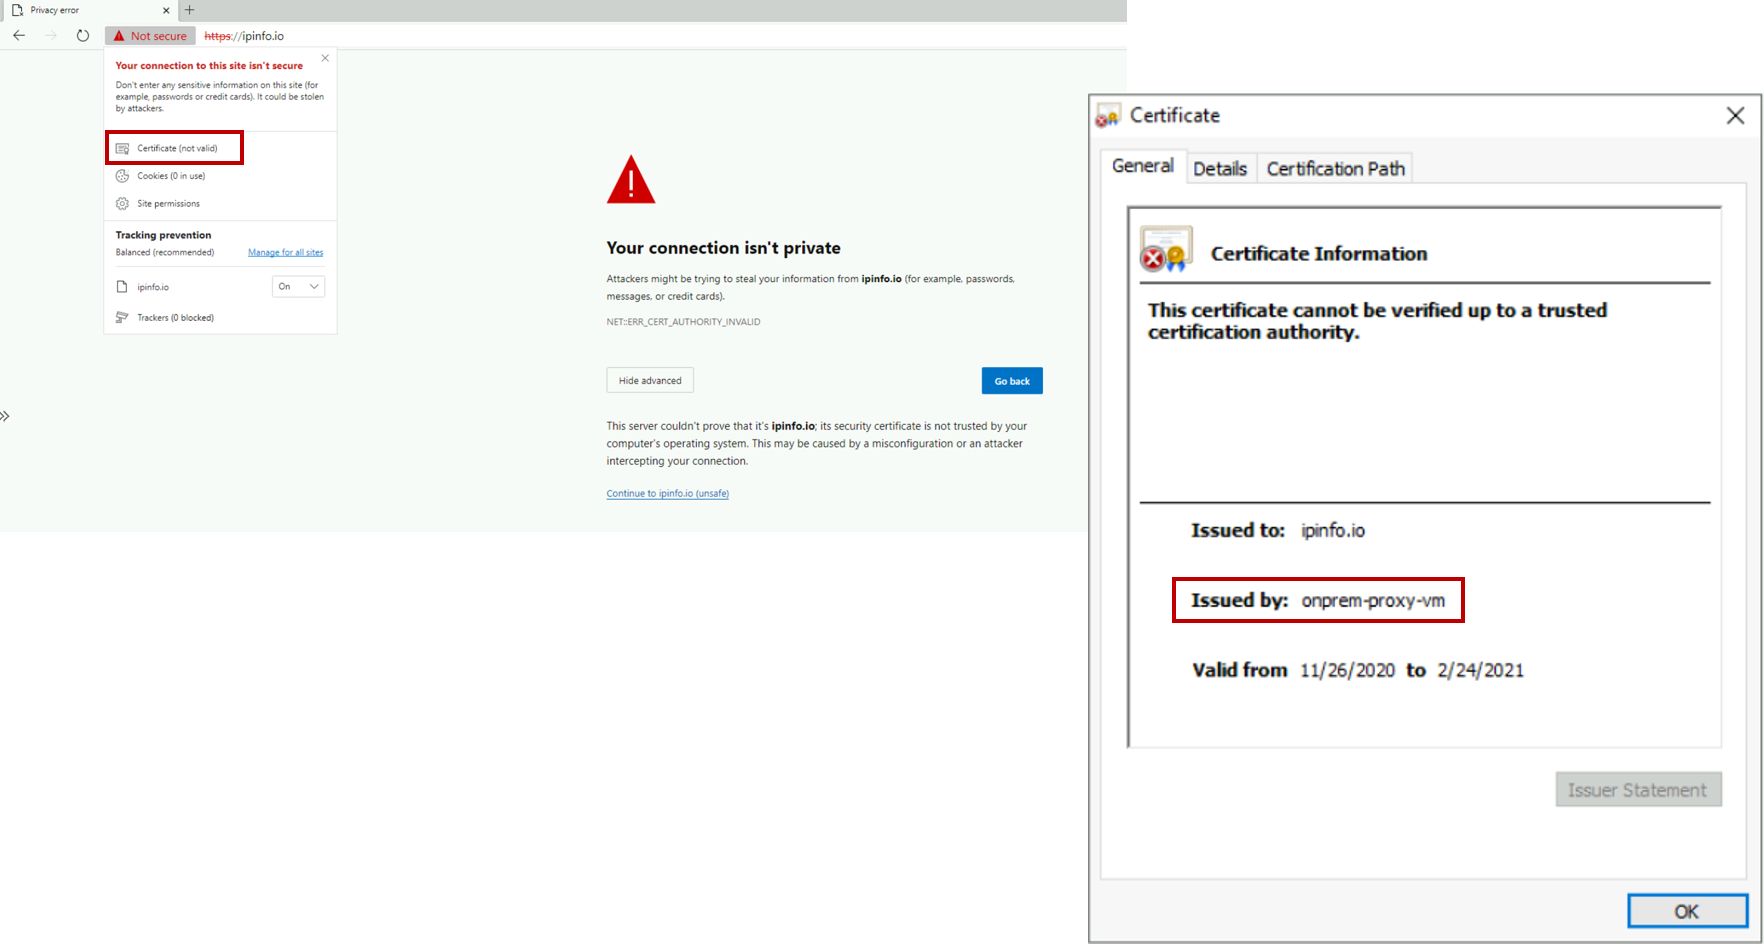 Privacy error
Not secure
https://ipinfo.io
Your connection to this site isn't secure
Don't enter any sensitive information on this site (for
example, passwords or credit cards). It could be stolen
by attackers.
Certificate (not valid)
Cookies (0 in use)
Site permissions
Tracking prevention
Balanced (recommended) Manage for all sites
ipinfo.io On
Trackers (0 blocked)
Your connection isn't private
Attackers might be trying to steal your information from ipinfo.io (for example, passwords,
messages, or credit cards).
NET::ERR_CERT_AUTHORITY_INVALID
Hide advanced
Go back
This server couldn't prove that it's ipinfo.io; its security certificate is not trusted by your
computer's operating system. This may be caused by a misconfiguration or an attacker
intercepting your connection.
Continue to ipinfo.io (unsafe)
Certificate
General Details Certification Path
Certificate Information
This certificate cannot be verified up to a trusted
certification authority.
Issued to: ipinfo.io
Issued by: onprem-proxy-vm
Valid from 11/26/2020 to 2/24/2021
Issuer Statement
OK